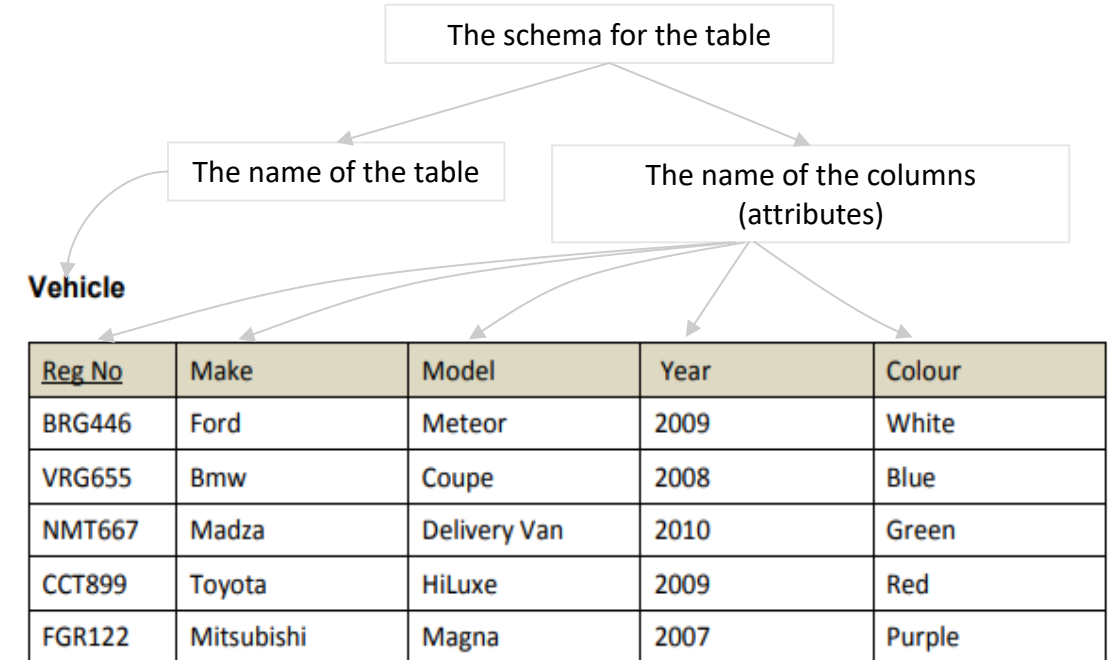 The schema for the table
The name of the table
The name of the columns
(attributes)
Vehicle
Reg No Make Model Year Colour
BRG446 Ford Meteor 2009 White
VRG655 Bmw Coupe 2008 Blue
NMT667 Madza Delivery Van 2010 Green
CCT899 Toyota HiLuxe 2009 Red
FGR122 Mitsubishi Magna 2007 Purple